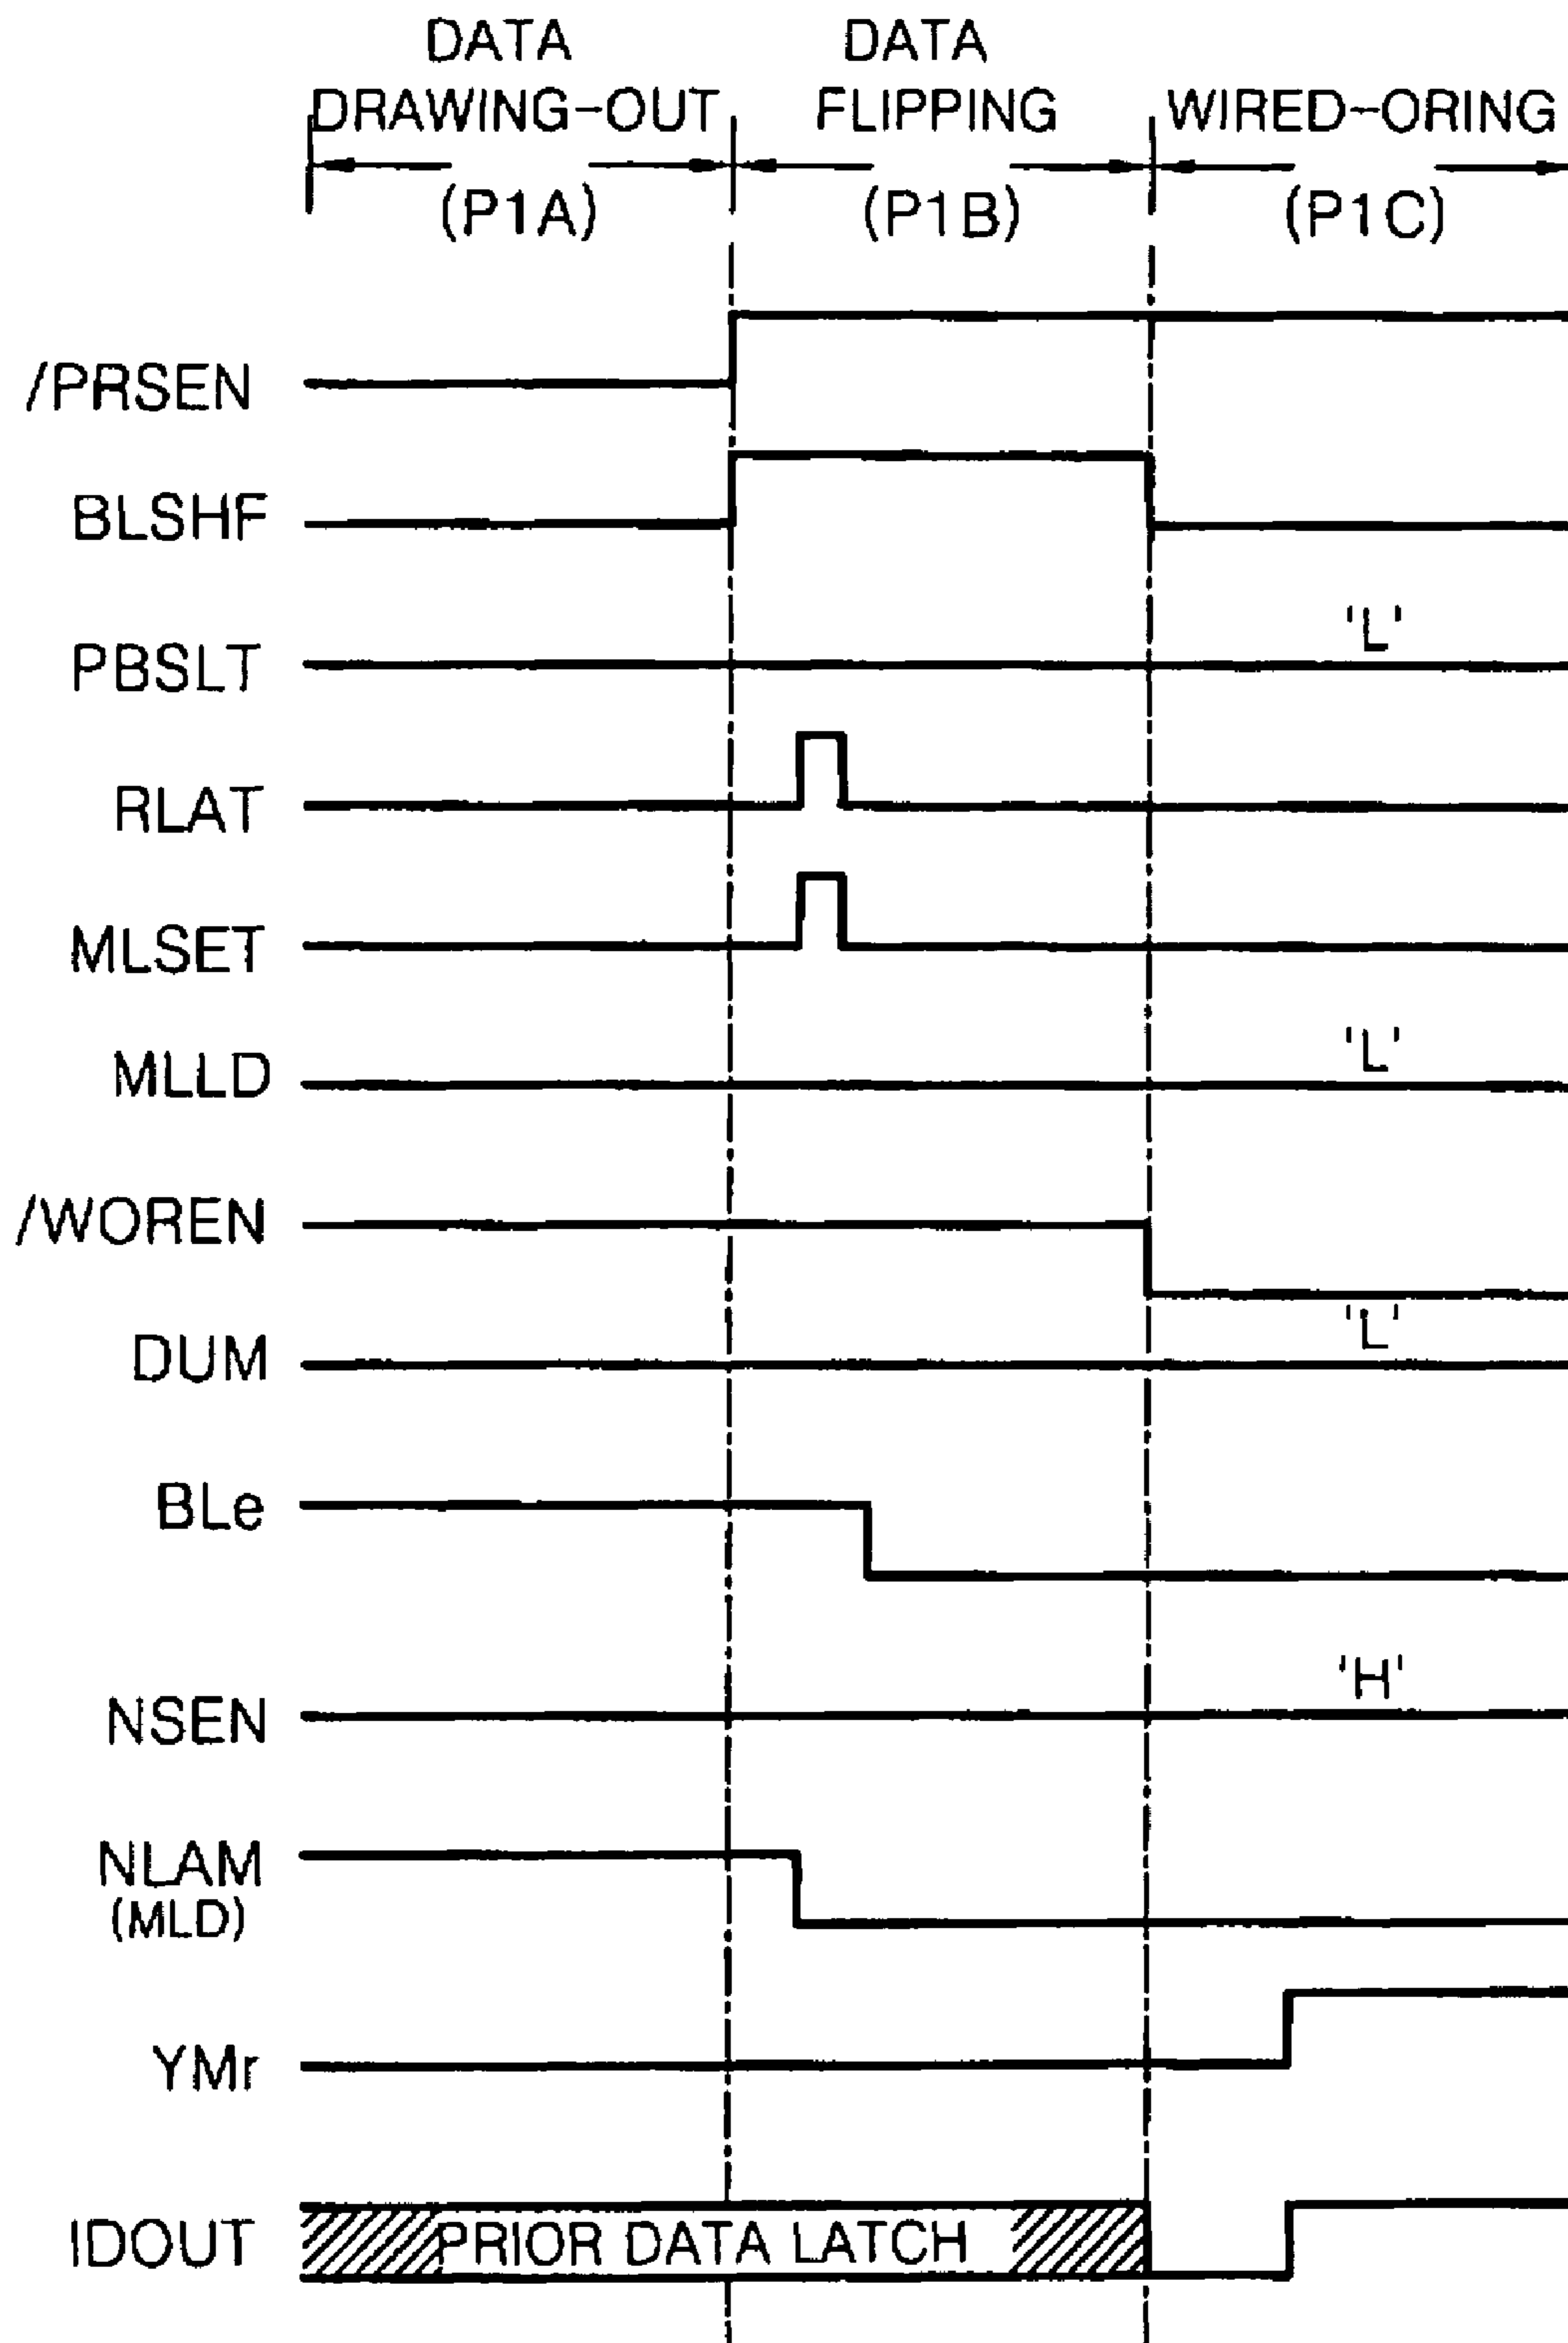 DATA DRAWING-OUT
(P1A)
DATA FLIPPING
(P1B)
WIRED-ORING
(P1C)
/PRSEN
BLSHF
PBSLT
'L'
RLAT
MLSET
MLLD
'L'
/WOREN
DUM
'L'
BLe
NSEN
'H'
NLAM
(MLD)
YMr
IDOUT
PRIOR DATA LATCH